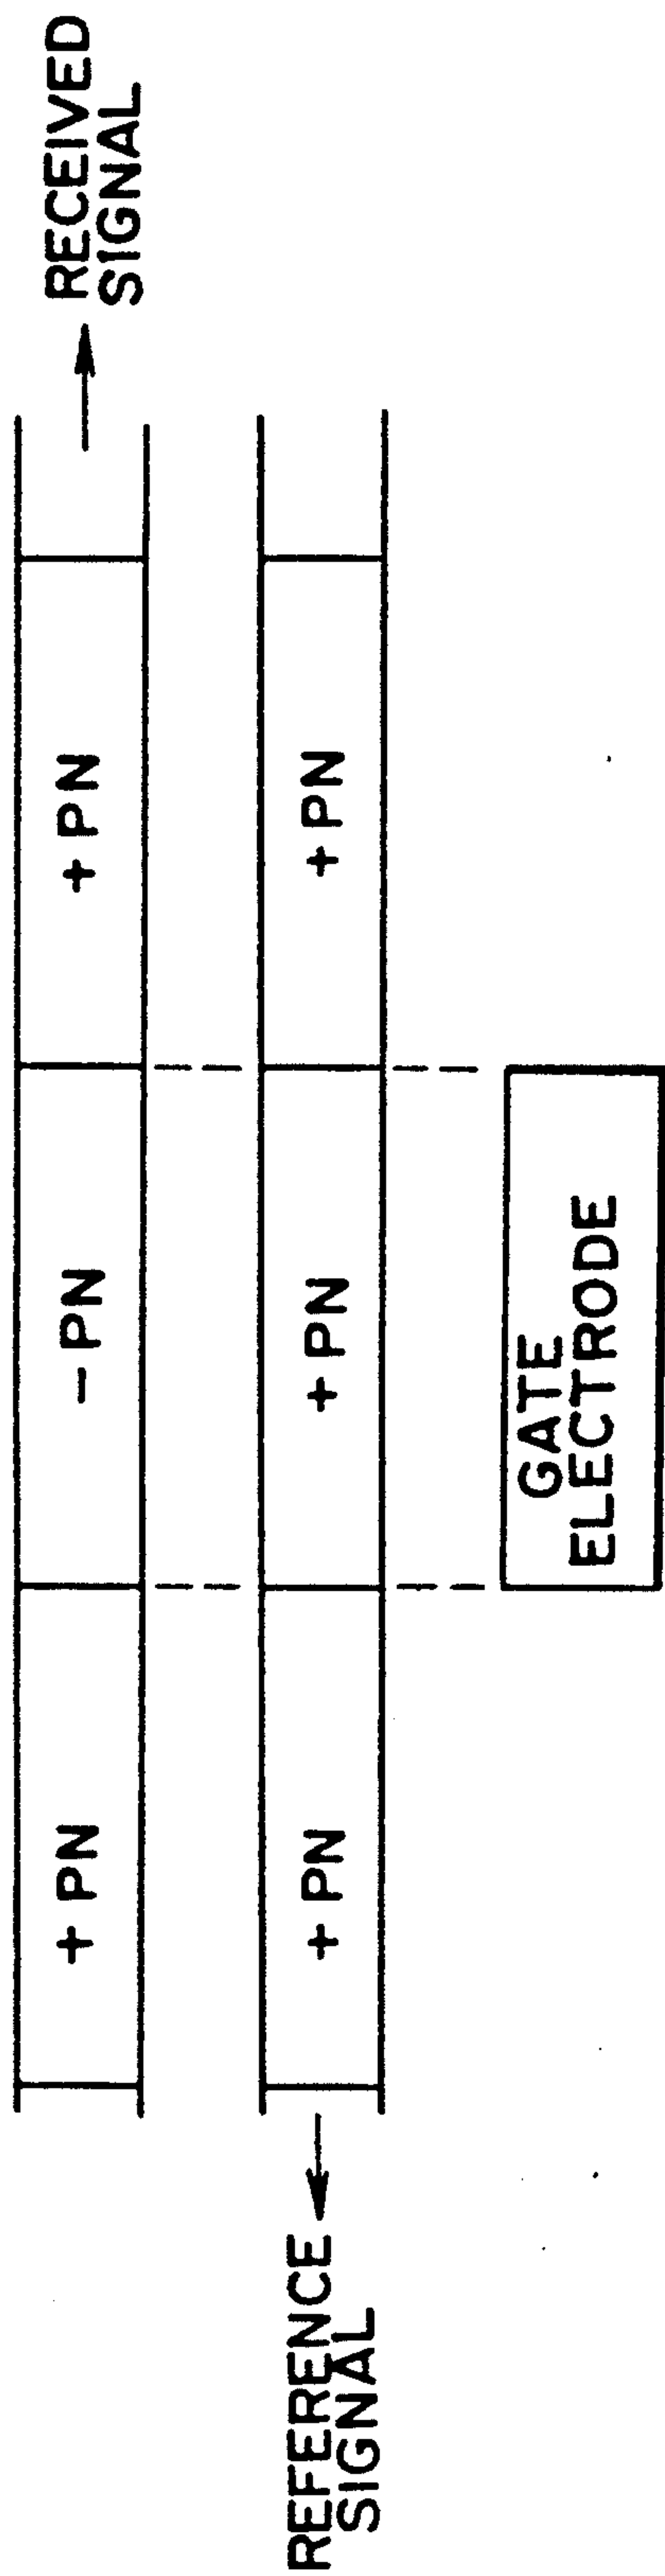 + PN
- PN
+ PN
RECEIVED
SIGNAL
REFERENCE
SIGNAL
+ PN
+ PN
+ PN
GATE
ELECTRODE